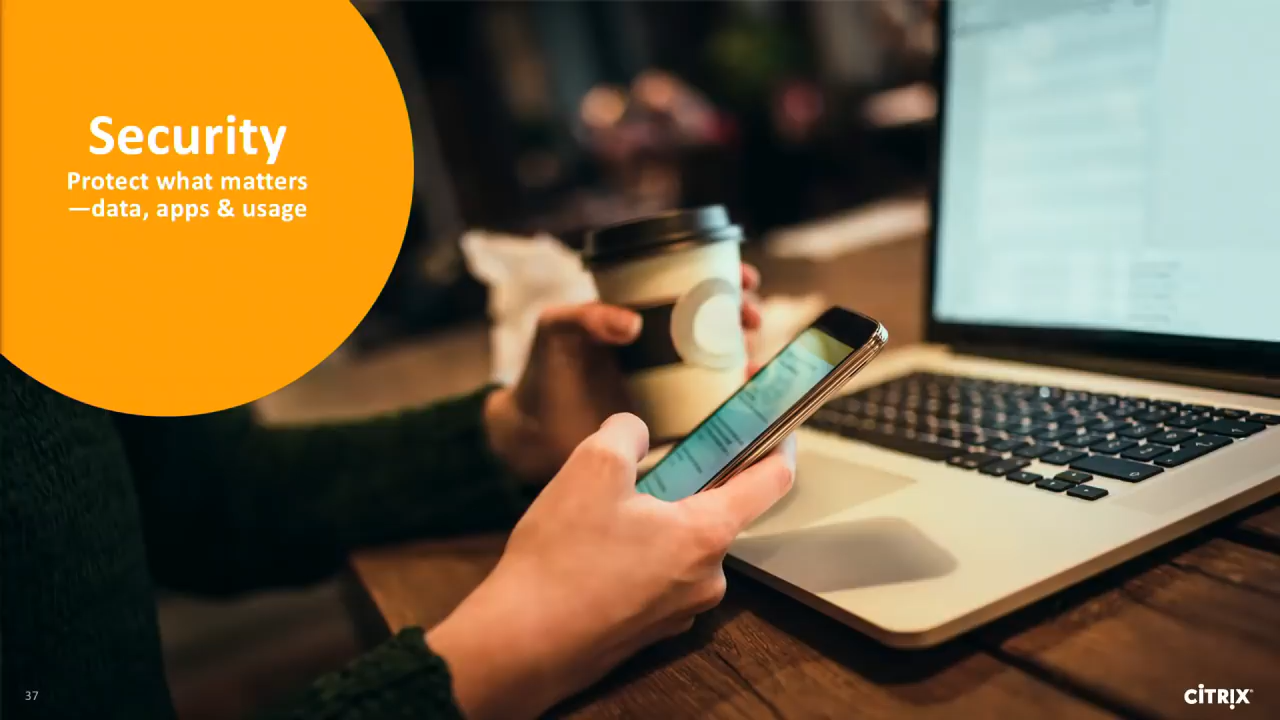 Security
Protect what matters
—data, apps & usage
37
CITRIX®